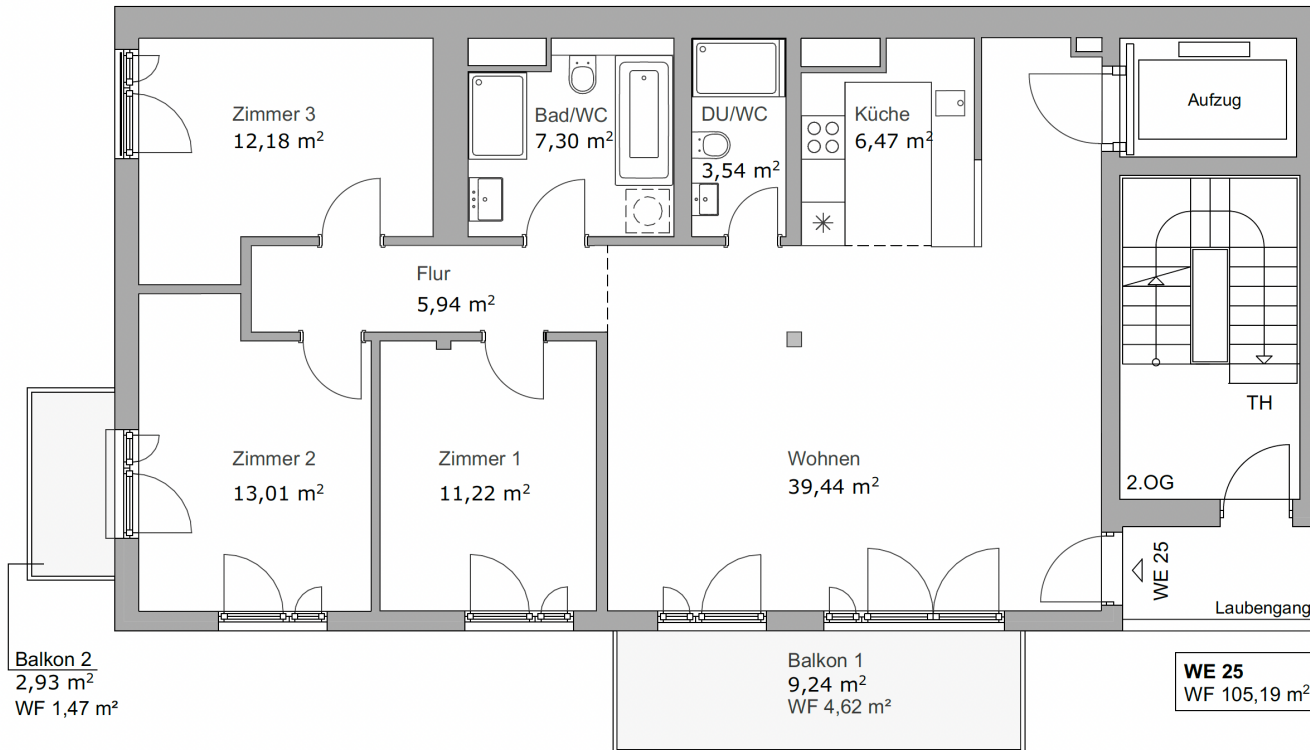 Zimmer 3
12,18 m²
Bad/WC
7,30 m²
DU/WC
3,54 m²
Küche
6,47 m²
Aufzug
Flur
5,94 m²
TH
Zimmer 2
13,01 m²
Zimmer 1
11,22 m²
Wohnen
39,44 m²
2.OG
WE 25
Laubengang
Balkon 2
2,93 m²
WF 1,47 m²
Balkon 1
9,24 m²
WF 4,62 m²
WE 25
WF 105,19 m²